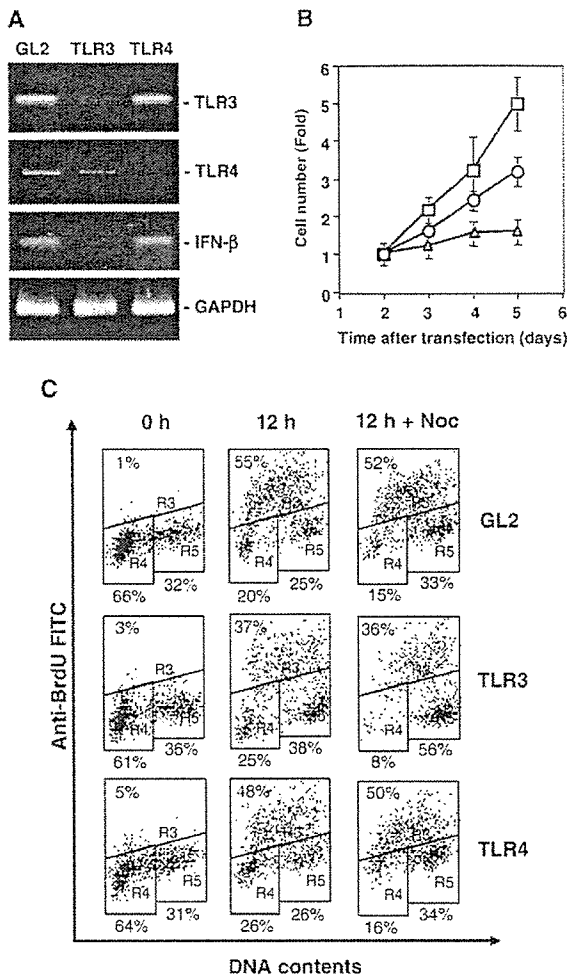 A
GL2 TLR3 TLR4
- TLR3
- TLR4
- IFN-β
- GAPDH
B
Cell number (Fold)
6
5
4
3
2
1
0
1 2 3 4 5 6
Time after transfection (days)
C
0 h 12 h 12 h + Noc
Anti-BrdU FITC
1% 55% 52%
R3 R3 R3
R4 R5 R4 R5 R4 R5
GL2
66% 32% 20% 25% 15% 33%
3% 37% 36%
R3 R3 R3
R4 R5 R4 R5 R4 R5
TLR3
61% 36% 25% 38% 8% 56%
5% 48% 50%
R3 R3 R3
R4 R5 R4 R5 R4 R5
TLR4
64% 31% 26% 26% 16% 34%
DNA contents